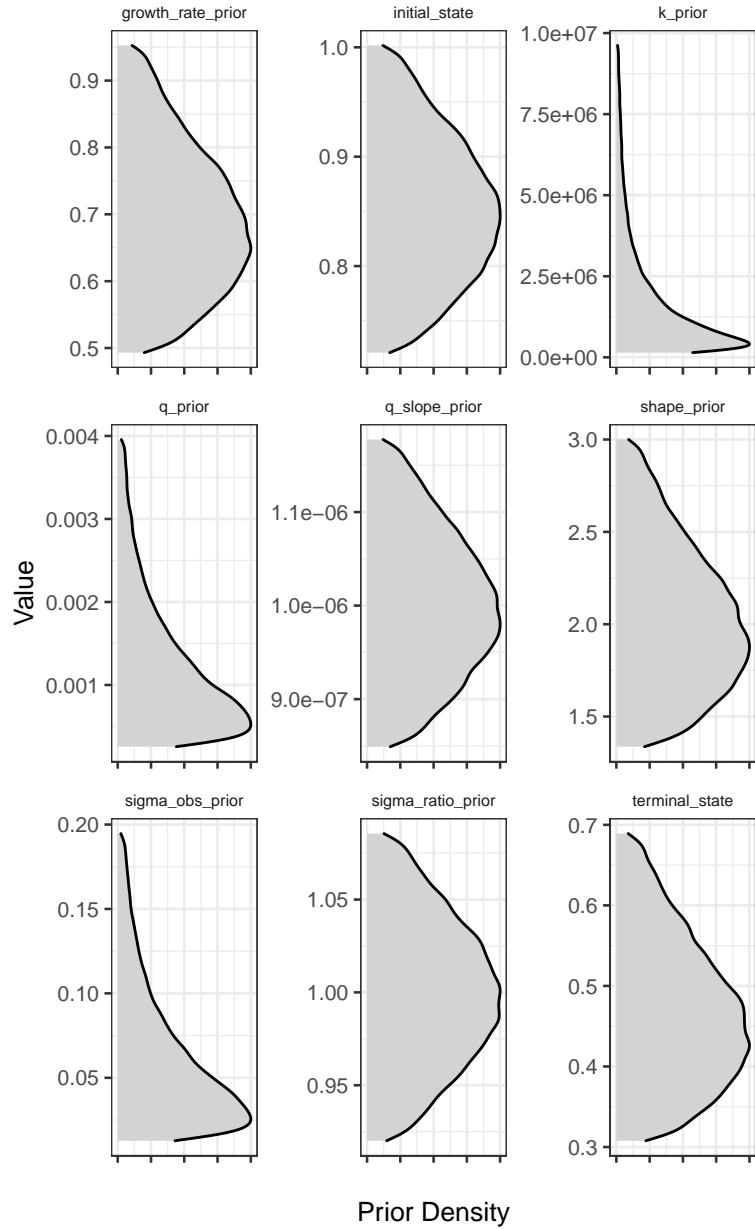 growth_rate_prior
initial_state
k_prior
0.9
0.8
0.7
0.6
0.5
1.0
0.9
0.8
1.0e+07
7.5e+06
5.0e+06
2.5e+06
0.0e+00
q_prior
q_slope_prior
shape_prior
0.004
0.003
0.002
0.001
1.1e−06
1.0e−06
9.0e−07
3.0
2.5
2.0
1.5
Value
sigma_obs_prior
sigma_ratio_prior
terminal_state
0.20
0.15
0.10
0.05
1.05
1.00
0.95
0.7
0.6
0.5
0.4
0.3
Prior Density